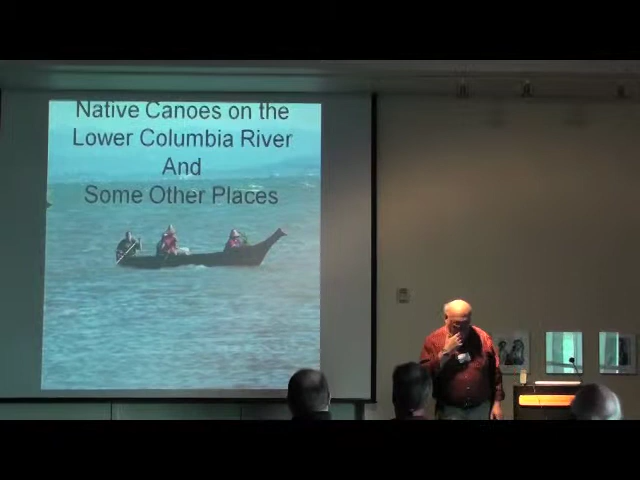 Native Canoes on the
Lower Columbia River
And
Some Other Places